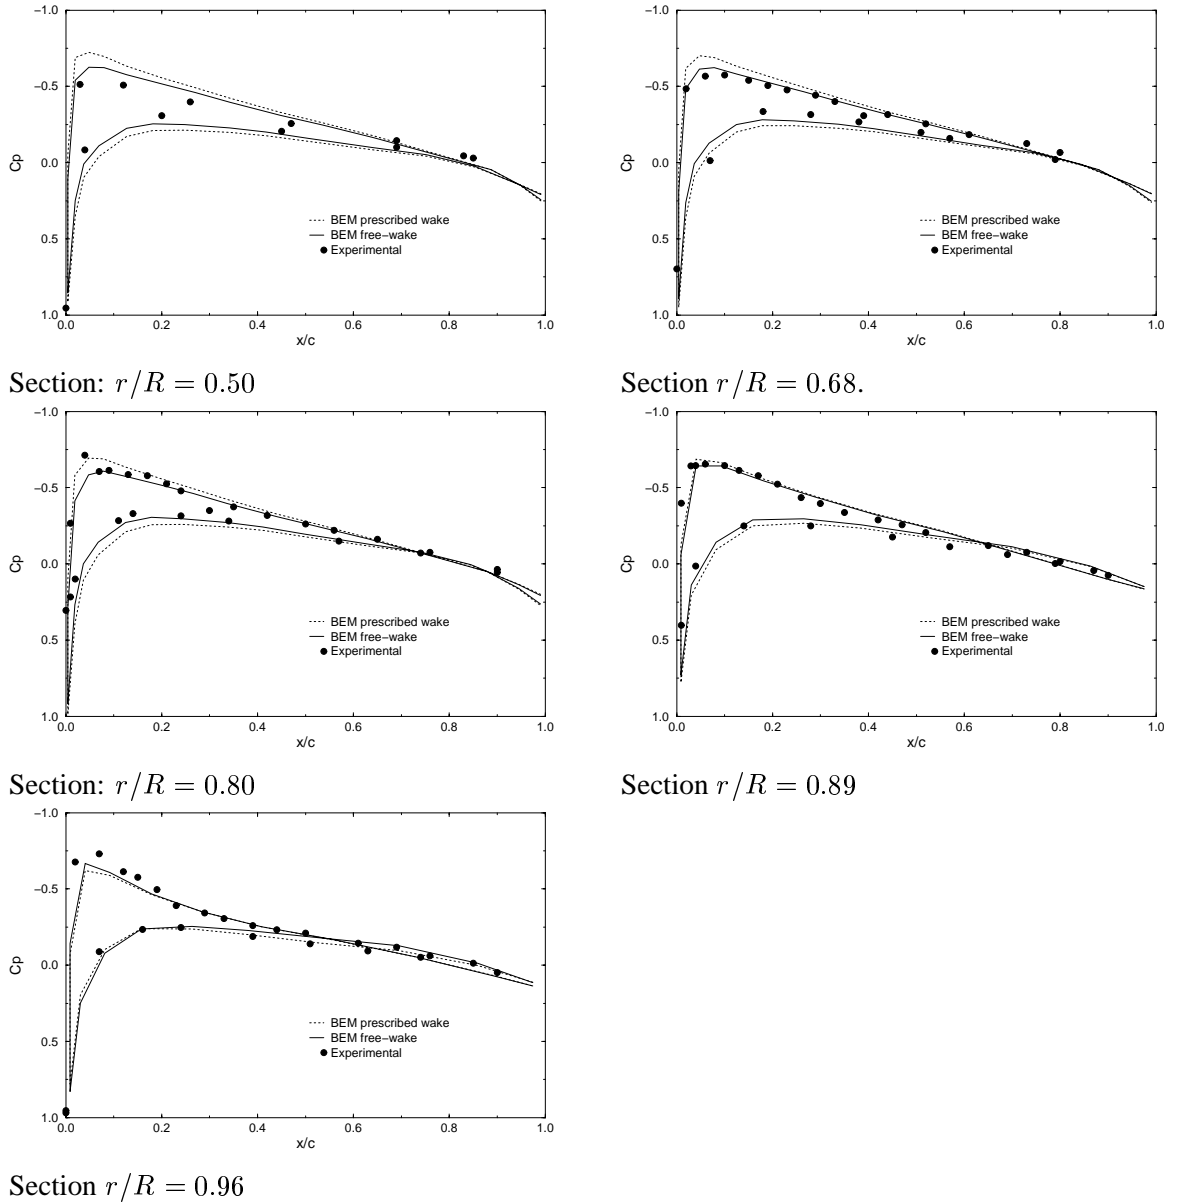 −1.0
−0.5
0.0
0.5
1.0
Cp
0.0 0.2 0.4 0.6 0.8 1.0
x/c
BEM prescribed wake
BEM free−wake
Experimental
Section: r/R = 0.50
−1.0
−0.5
0.0
0.5
1.0
Cp
0.0 0.2 0.4 0.6 0.8 1.0
x/c
BEM prescribed wake
BEM free−wake
Experimental
Section r/R = 0.68.
−1.0
−0.5
0.0
0.5
1.0
Cp
0.0 0.2 0.4 0.6 0.8 1.0
x/c
BEM prescribed wake
BEM free−wake
Experimental
Section: r/R = 0.80
−1.0
−0.5
0.0
0.5
1.0
Cp
0.0 0.2 0.4 0.6 0.8 1.0
x/c
BEM prescribed wake
BEM free−wake
Experimental
Section r/R = 0.89
−1.0
−0.5
0.0
0.5
1.0
Cp
0.0 0.2 0.4 0.6 0.8 1.0
x/c
BEM prescribed wake
BEM free−wake
Experimental
Section r/R = 0.96